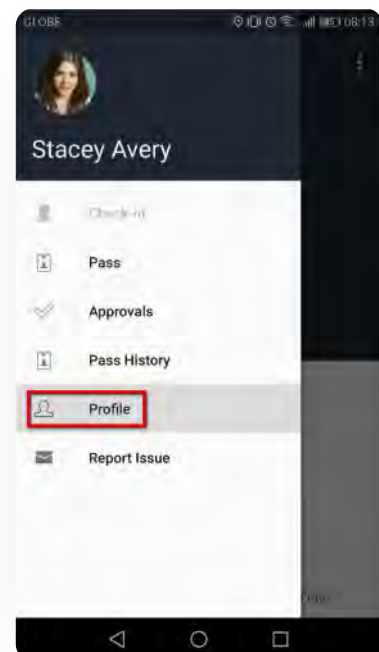 GLOBE
08:13
Stacey Avery
Check-in
Pass
Approvals
Pass History
Profile
Report Issue